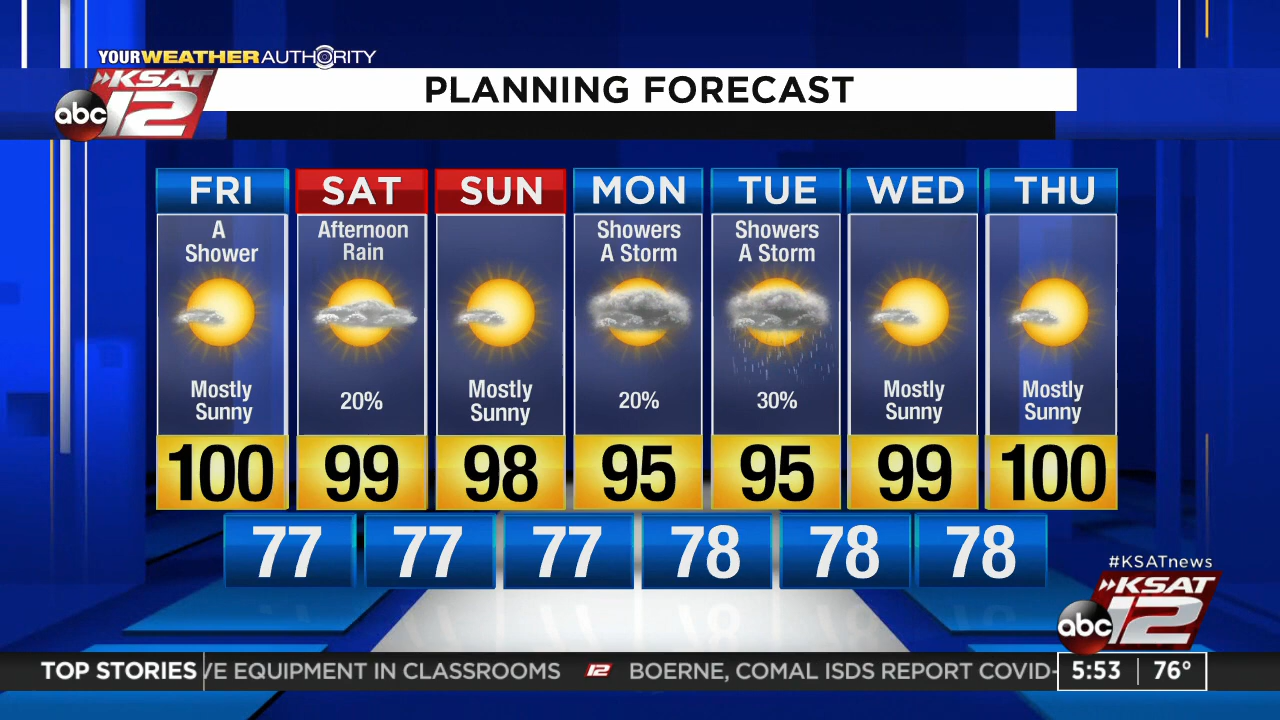 YOURWEATHERAUTHORITY
KSAT
abc 12
PLANNING FORECAST
FRI
A
Shower
Mostly
Sunny
100
SAT
Afternoon
Rain
20%
99
SUN
Mostly
Sunny
98
MON
Showers
A Storm
20%
95
TUE
Showers
A Storm
30%
95
WED
Mostly
Sunny
99
THU
Mostly
Sunny
100
77 77 77 78 78 78
#KSATnews
KSAT
abc 12
TOP STORIES VE EQUIPMENT IN CLASSROOMS 12 BOERNE, COMAL ISDS REPORT COVID- 5:53 76°